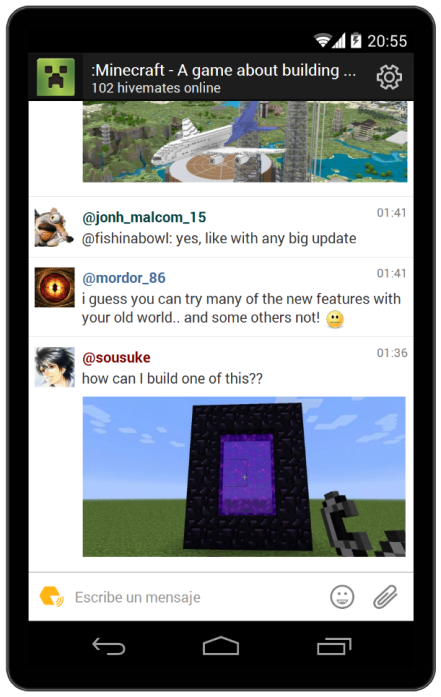 20:55
:Minecraft - A game about building ...
102 hivemates online
@jonh_malcom_15 01:41
@fishinabowl: yes, like with any big update
@mordor_86 01:41
i guess you can try many of the new features with
your old world.. and some others not!
@sousuke 01:36
how can I build one of this??
Escribe un mensaje